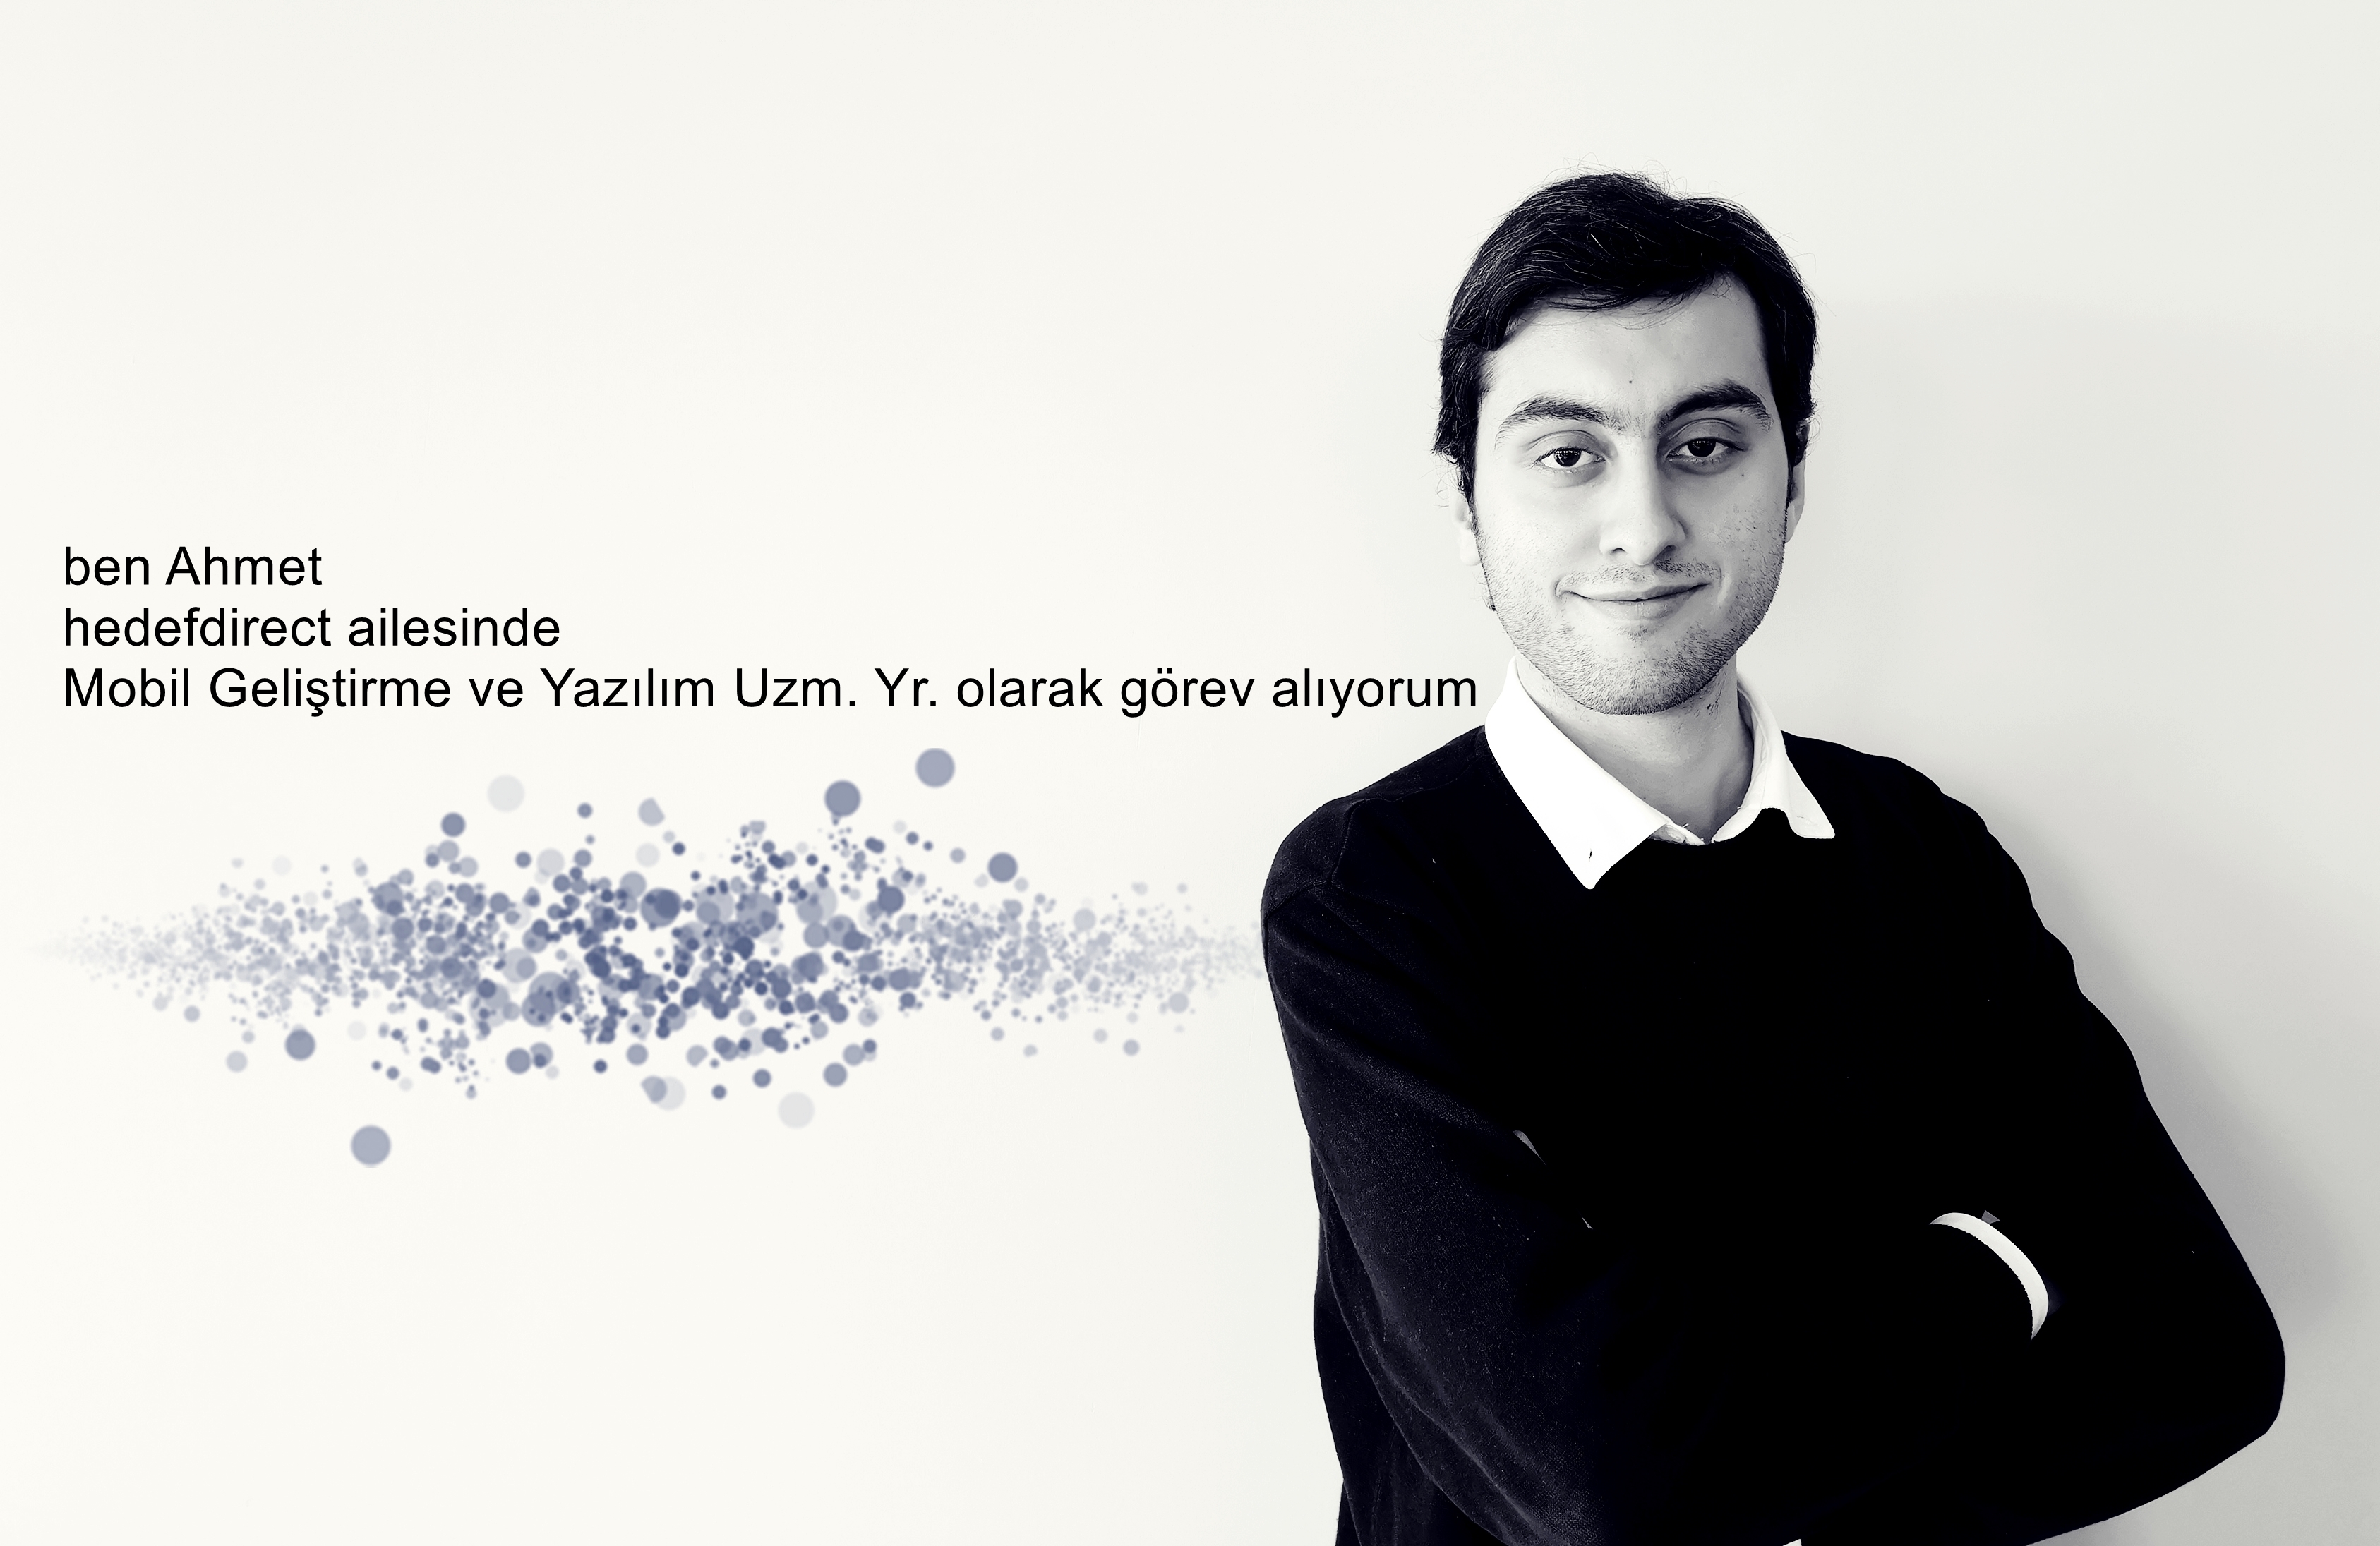 ben Ahmet
hedefdirect ailesinde
Mobil Geliştirme ve Yazılım Uzm. Yr. olarak görev alıyorum